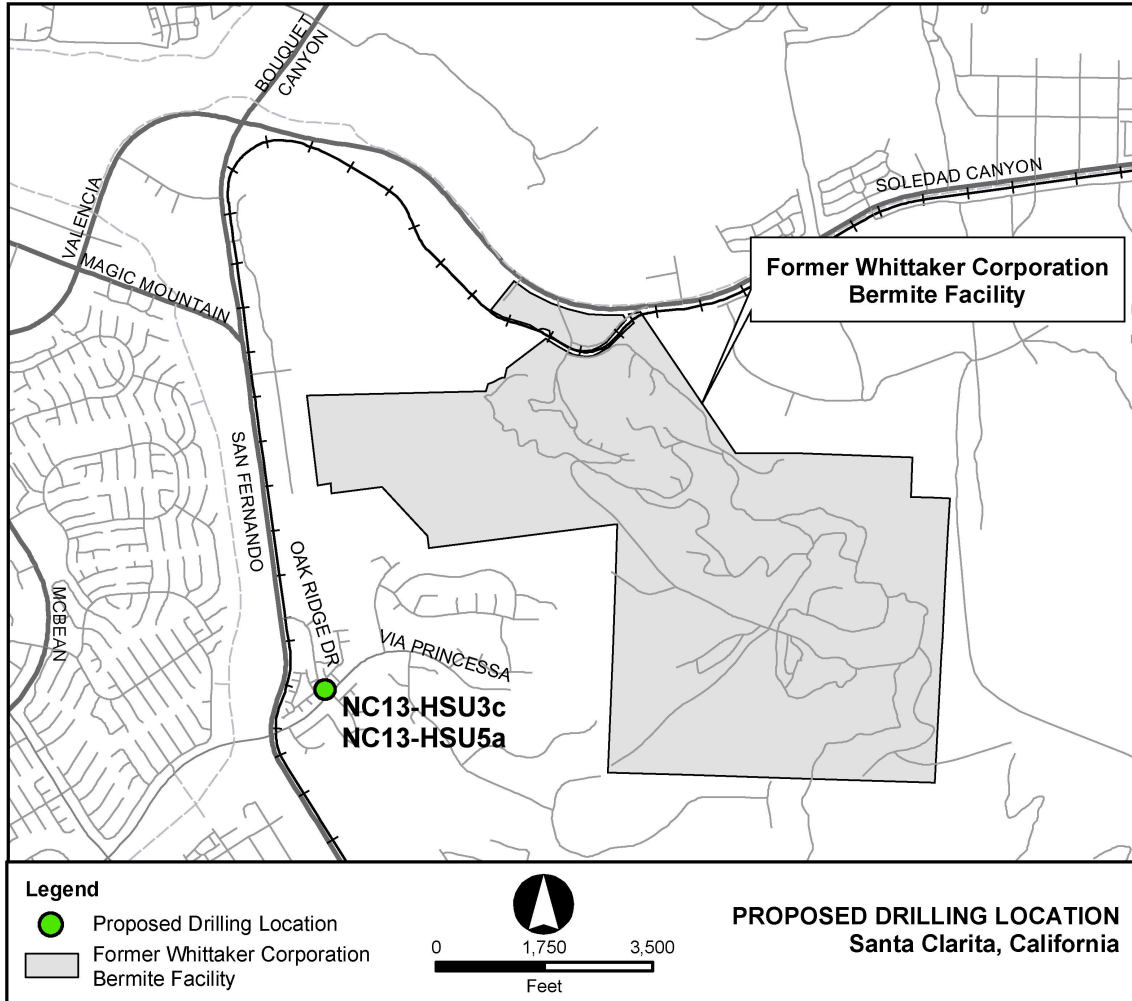 BOUQUET
CANYON
VALENCIA
MAGIC MOUNTAIN
SOLEDAD CANYON
Former Whittaker Corporation
Bermite Facility
SAN FERNANDO
OAK RIDGE DR
MCBEAN
VIA PRINCESSA
NC13-HSU3c
NC13-HSU5a
Legend
Proposed Drilling Location
Former Whittaker Corporation
Bermite Facility
0 1,750 3,500
Feet
PROPOSED DRILLING LOCATION
Santa Clarita, California